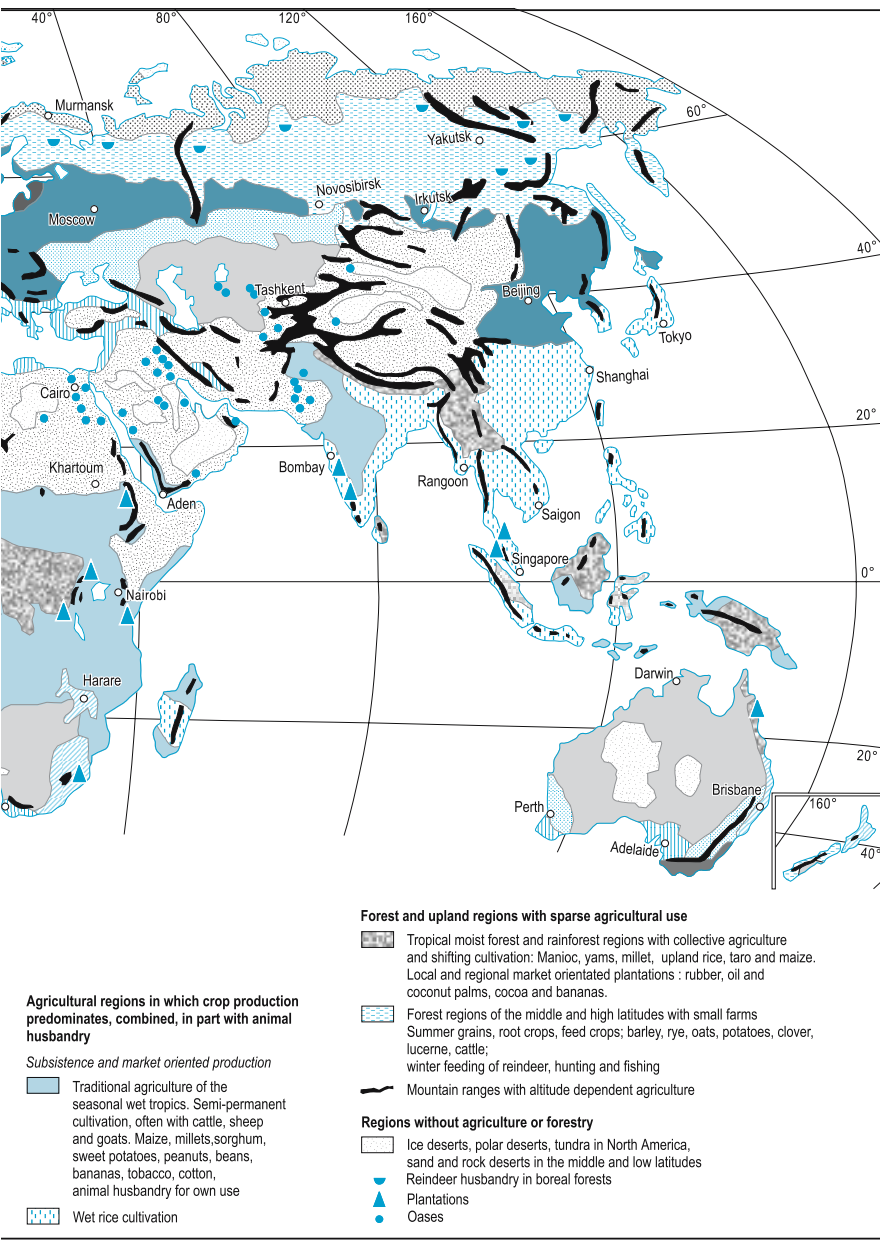 40° 80° 120° 160°
Murmansk
60°
Yakutsk
Novosibirsk
Irkutsk
Moscow
40°
Tashkent
Beijing
Tokyo
Shanghai
Cairo
20°
Khartoum
Bombay
Rangoon
Aden
Saigon
Singapore
0°
Nairobi
Darwin
Harare
20°
Brisbane
160°
Perth
Adelaide
40°
Agricultural regions in which crop production
predominates, combined, in part with animal
husbandry
Subsistence and market oriented production
Traditional agriculture of the
seasonal wet tropics. Semi-permanent
cultivation, often with cattle, sheep
and goats. Maize, millets,sorghum,
sweet potatoes, peanuts, beans,
bananas, tobacco, cotton,
animal husbandry for own use
Wet rice cultivation
Forest and upland regions with sparse agricultural use
Tropical moist forest and rainforest regions with collective agriculture
and shifting cultivation: Manioc, yams, millet, upland rice, taro and maize.
Local and regional market orientated plantations : rubber, oil and
coconut palms, cocoa and bananas.
Forest regions of the middle and high latitudes with small farms
Summer grains, root crops, feed crops; barley, rye, oats, potatoes, clover,
lucerne, cattle;
winter feeding of reindeer, hunting and fishing
Mountain ranges with altitude dependent agriculture
Regions without agriculture or forestry
Ice deserts, polar deserts, tundra in North America,
sand and rock deserts in the middle and low latitudes
Reindeer husbandry in boreal forests
Plantations
Oases